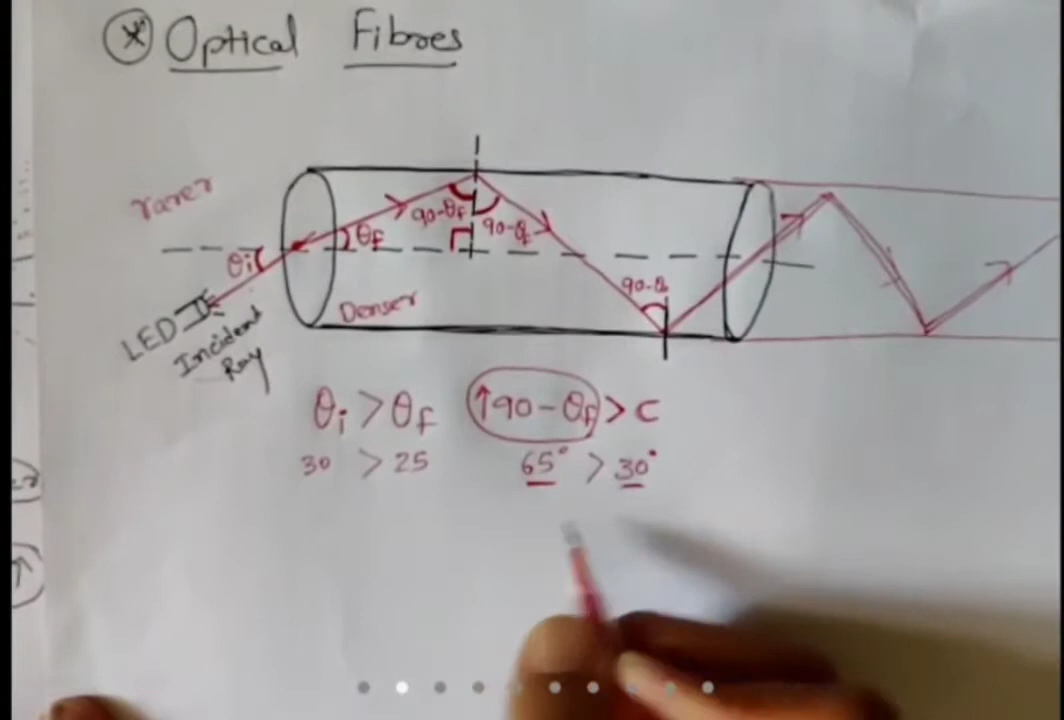 * Optical Fibres
rarer
90-θf
θf
90-θf
θi
90-θ
Denser
LED
Incident
Ray
θi > θf ↑90-θf > C
30 > 25 65° > 30°